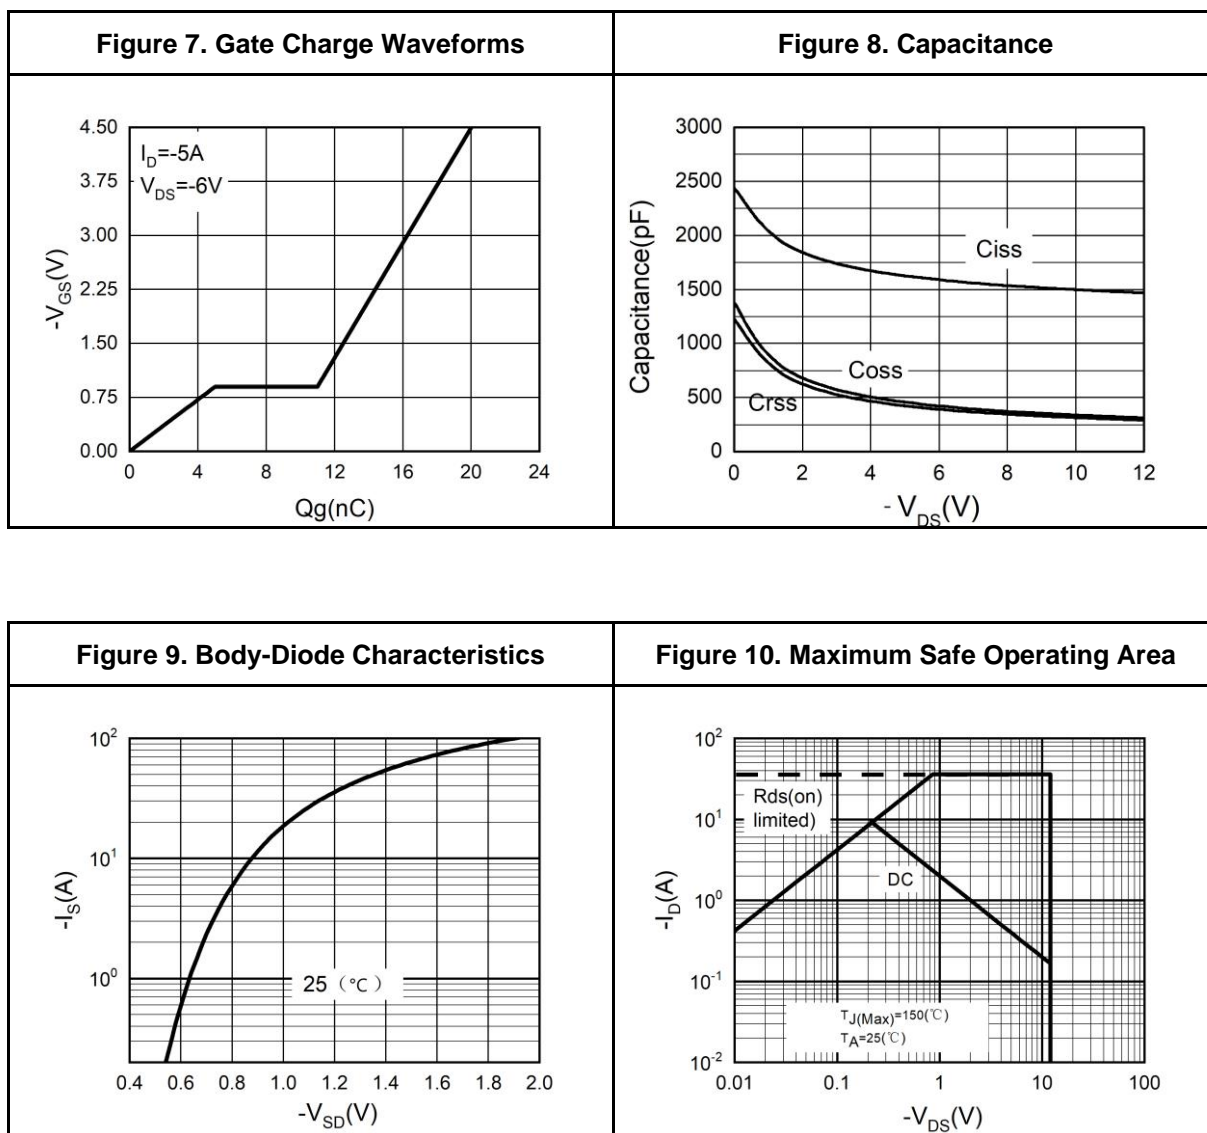 Figure 7. Gate Charge Waveforms
Figure 8. Capacitance
4.50
3.75
3.00
2.25
1.50
0.75
0.00
I_D=-5A
V_DS=-6V
-V_GS(V)
0 4 8 12 16 20 24
Qg(nC)
3000
2500
2000
1500
1000
500
0
Capacitance(pF)
Ciss
Coss
Crss
0 2 4 6 8 10 12
- V_DS(V)
Figure 9. Body-Diode Characteristics
Figure 10. Maximum Safe Operating Area
10^2
10^1
10^0
-I_S(A)
25（℃）
0.4 0.6 0.8 1.0 1.2 1.4 1.6 1.8 2.0
-V_SD(V)
10^2
10^1
10^0
10^-1
10^-2
-I_D(A)
Rds(on)
limited)
DC
T_J(Max)=150(℃)
T_A=25(℃)
0.01 0.1 1 10 100
-V_DS(V)